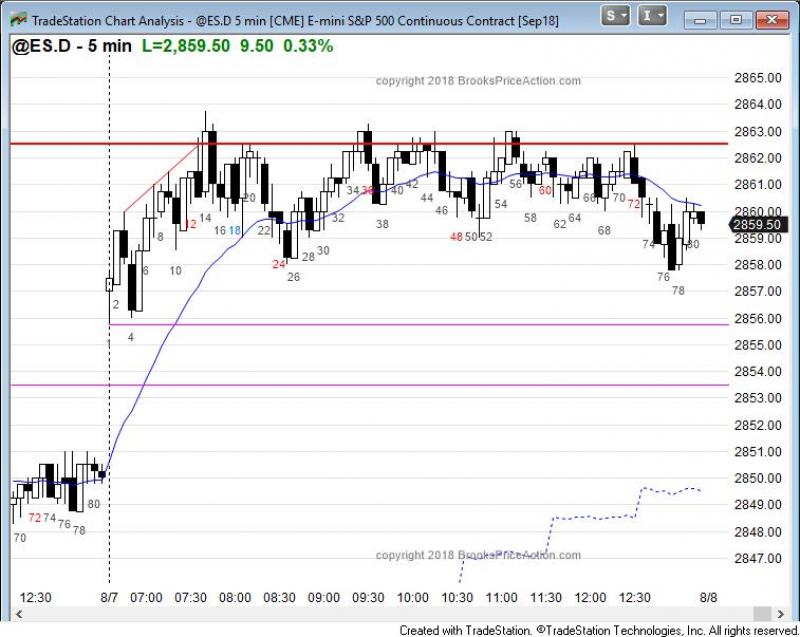 TradeStation Chart Analysis - @ES.D 5 min [CME] E-mini S&P 500 Continuous Contract [Sep18]
S I
@ES.D - 5 min L=2,859.50 9.50 0.33%
copyright 2018 BrooksPriceAction.com
2865.00
2864.00
2863.00
2862.00
2861.00
2860.00
2859.50
2859.00
2858.00
2857.00
2856.00
2855.00
2854.00
2853.00
2852.00
2851.00
2850.00
2849.00
2848.00
2847.00
70 72 74 76 78 80
2 4 6 8 10 12 14 16 18 20 22 24 26 28 30 32 34 36 38 40 42 44 46 48 50 52 54 56 58 60 62 64 66 68 70 72 74 76 78 80
copyright 2018 BrooksPriceAction.com
12:30 8/7 07:00 07:30 08:00 08:30 09:00 09:30 10:00 10:30 11:00 11:30 12:00 12:30 8/8
Created with TradeStation. ©TradeStation Technologies, Inc. All rights reserved.